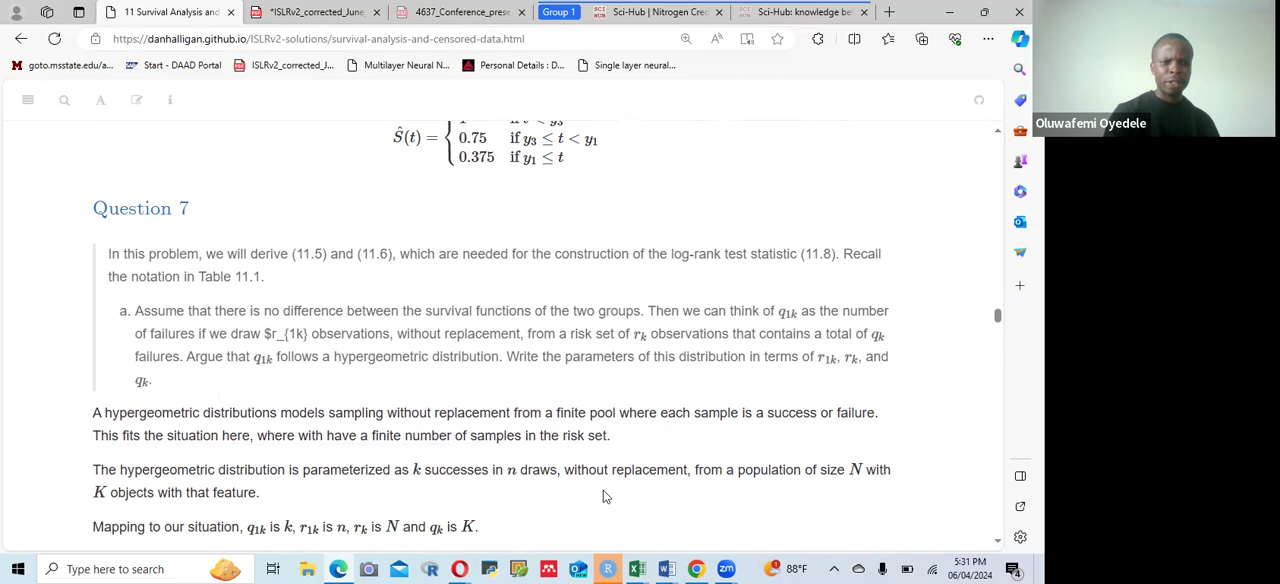 11 Survival Analysis and
*ISLRv2_corrected_June_
4637_Conference_pres
Group 1
SCI HUB
Sci-Hub | Nitrogen Cred
SCI HUB
Sci-Hub: knowledge be
https://danhalligan.github.io/ISLRv2-solutions/survival-analysis-and-censored-data.html
goto.msstate.edu/a...
Start - DAAD Portal
ISLRv2_corrected_J...
Multilayer Neural N...
Personal Details : D...
Single layer neural...
Oluwafemi Oyedele
1 if t < y₃
Ŝ(t) = { 0.75 if y₃ ≤ t < y₁
0.375 if y₁ ≤ t
Question 7
In this problem, we will derive (11.5) and (11.6), which are needed for the construction of the log-rank test statistic (11.8). Recall
the notation in Table 11.1.
a. Assume that there is no difference between the survival functions of the two groups. Then we can think of q₁ₖ as the number
of failures if we draw $r_{1k} observations, without replacement, from a risk set of rₖ observations that contains a total of qₖ
failures. Argue that q₁ₖ follows a hypergeometric distribution. Write the parameters of this distribution in terms of r₁ₖ, rₖ, and
qₖ.
A hypergeometric distributions models sampling without replacement from a finite pool where each sample is a success or failure.
This fits the situation here, where with have a finite number of samples in the risk set.
The hypergeometric distribution is parameterized as k successes in n draws, without replacement, from a population of size N with
K objects with that feature.
Mapping to our situation, q₁ₖ is k, r₁ₖ is n, rₖ is N and qₖ is K.
Type here to search
88°F
5:31 PM
06/04/2024